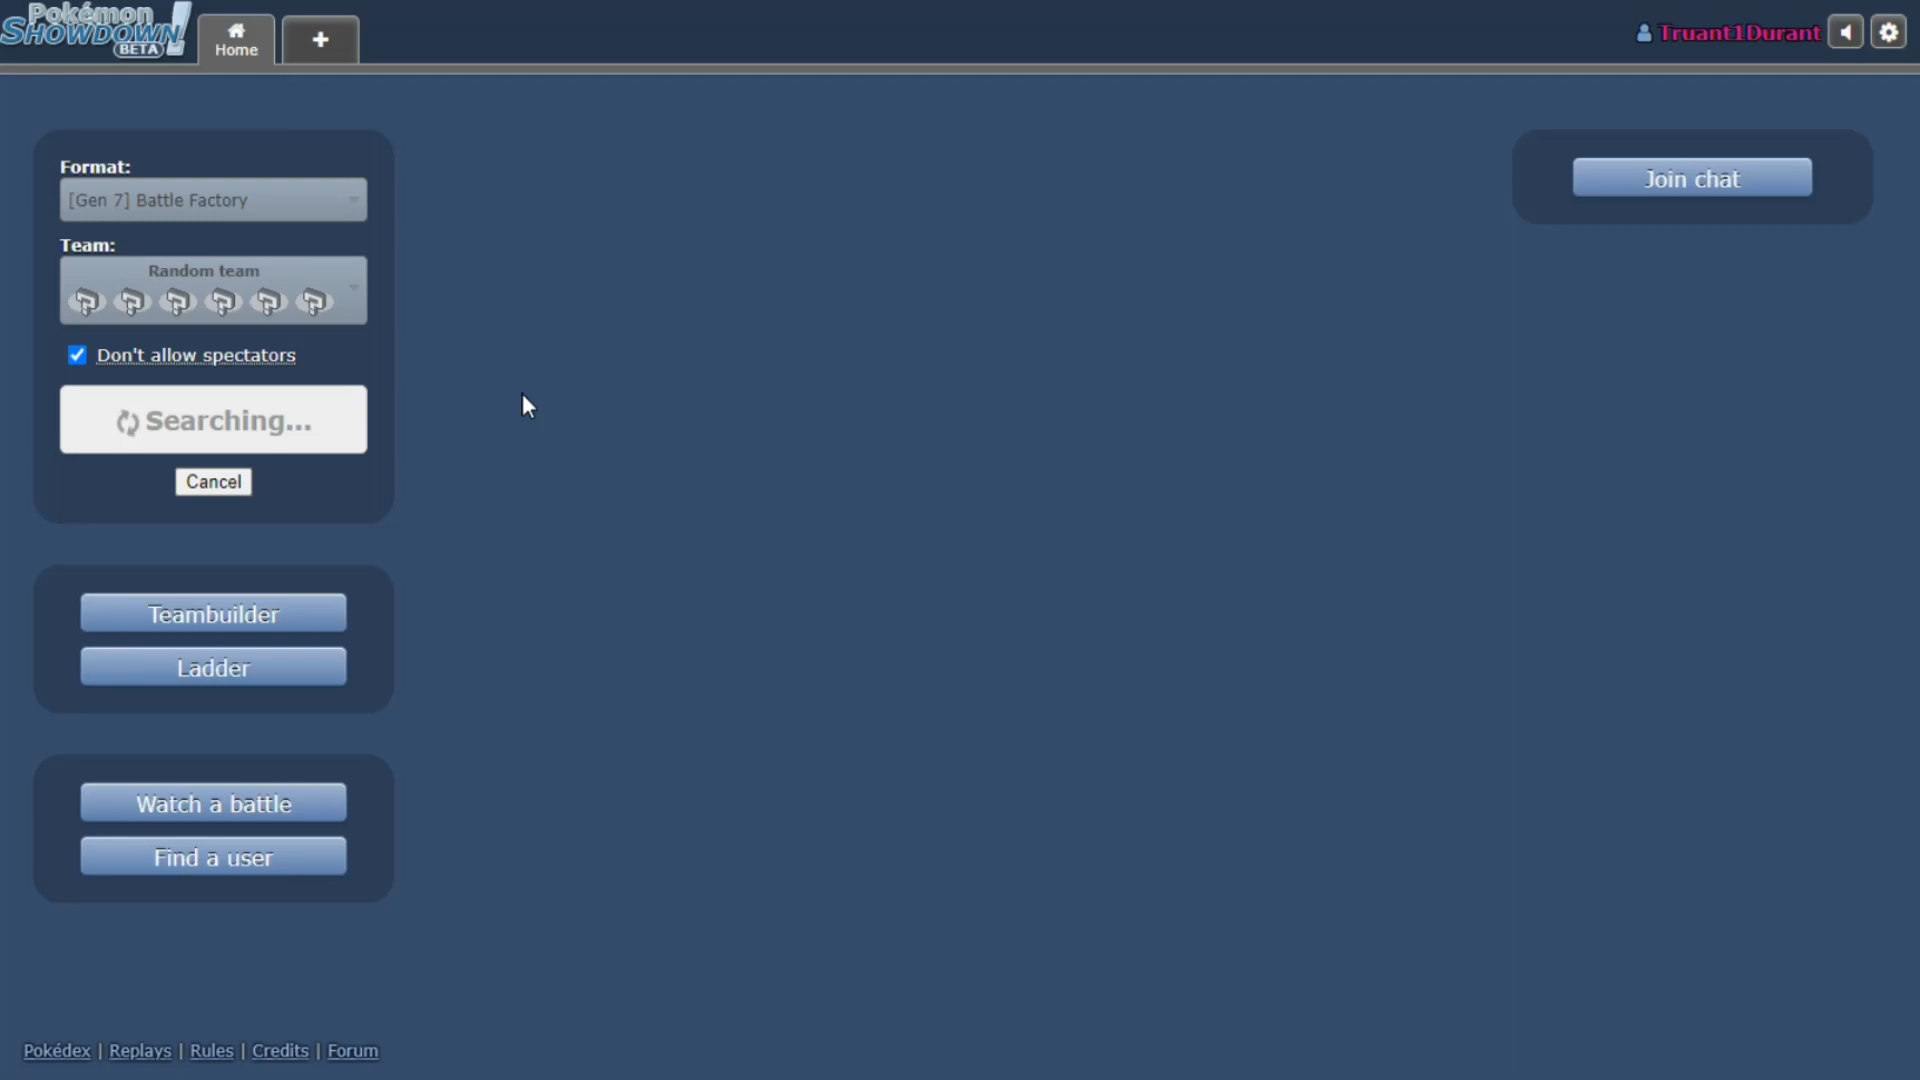 Pokémon
SHOWDOWN!
BETA
Home
+
Truant1Durant
Format:
[Gen 7] Battle Factory
Team:
Random team
Don't allow spectators
Searching...
Cancel
Teambuilder
Ladder
Watch a battle
Find a user
Join chat
Pokédex | Replays | Rules | Credits | Forum